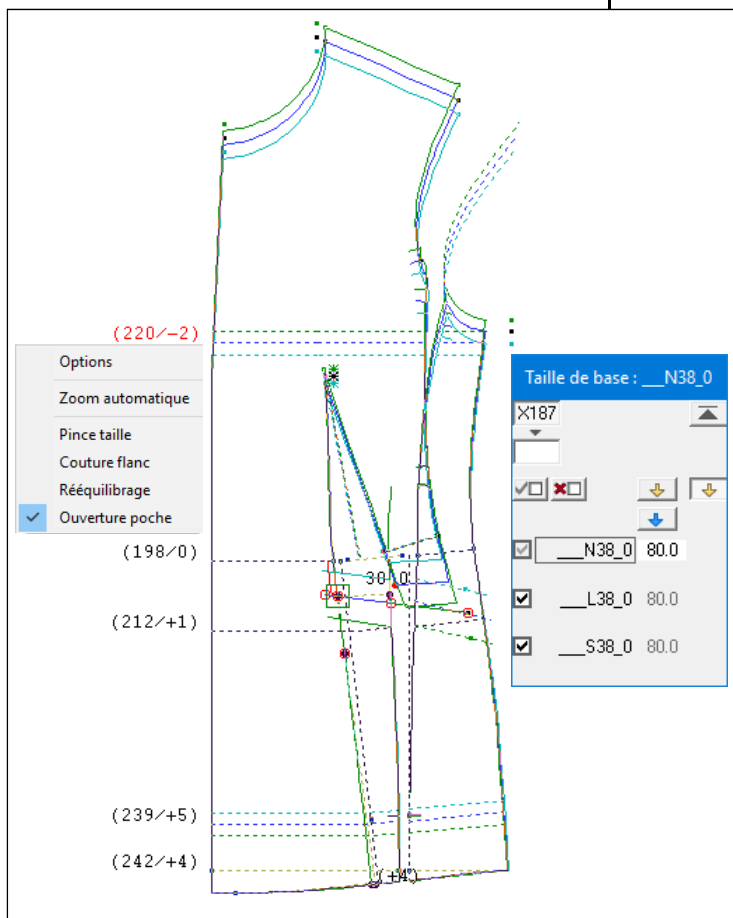 (220/−2)
Options
Zoom automatique
Pince taille
Couture flanc
Rééquilibrage
Ouverture poche
(198/0)
(212/+1)
(239/+5)
(242/+4)
(+4)
Taille de base : ___N38_0
X187
___N38_0 80.0
___L38_0 80.0
___S38_0 80.0